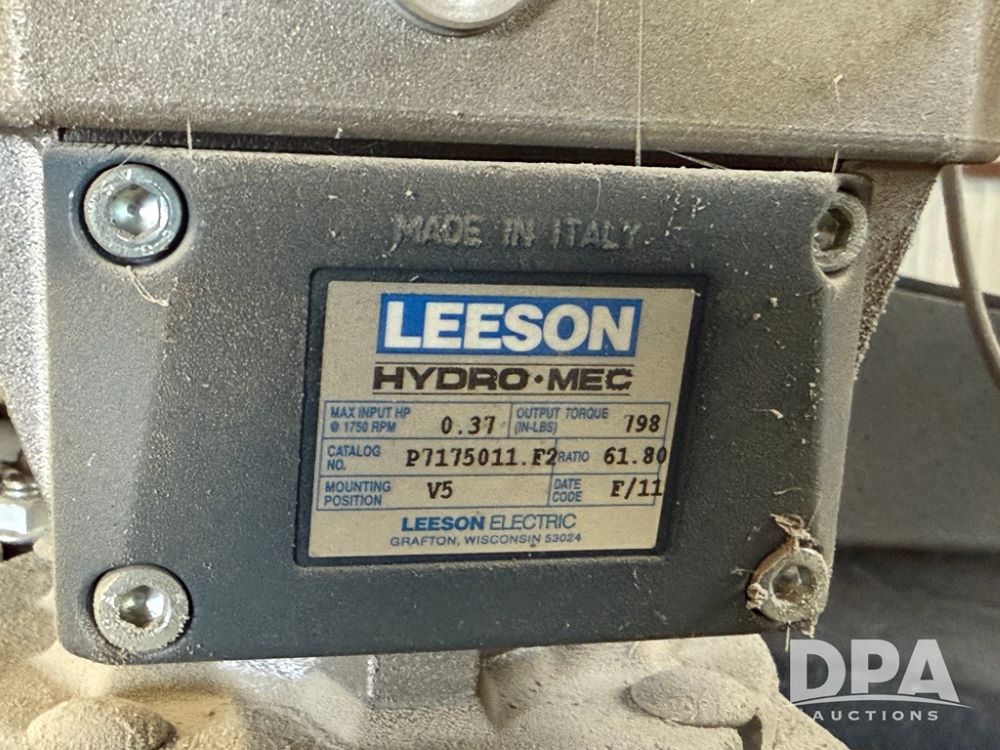 MADE IN ITALY
LEESON
HYDRO·MEC
MAX INPUT HP @ 1750 RPM 0.37 OUTPUT TORQUE (IN-LBS) 798
CATALOG NO. P7175011.F2 RATIO 61.80
MOUNTING POSITION V5 DATE CODE F/11
LEESON ELECTRIC
GRAFTON, WISCONSIN 53024
DPA
AUCTIONS